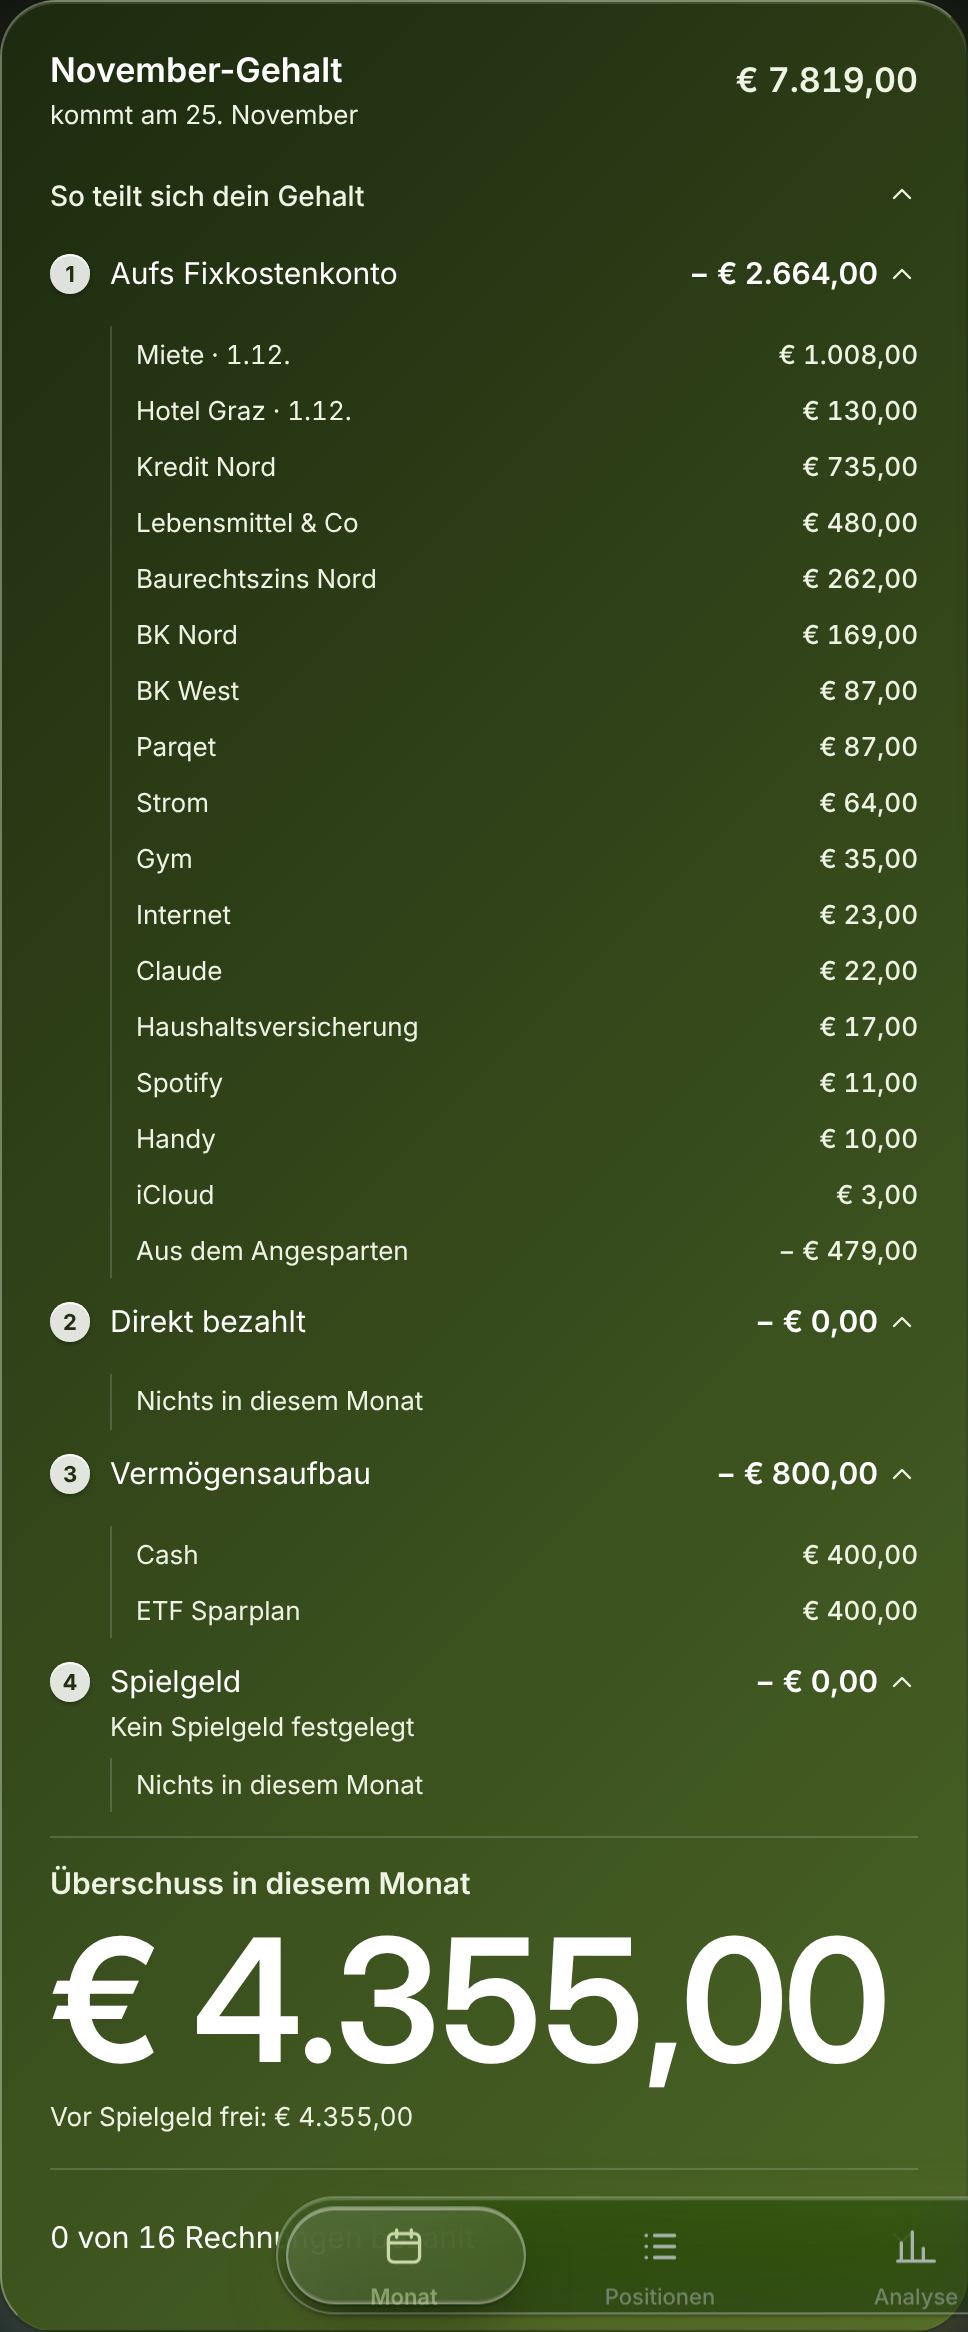 November-Gehalt
€ 7.819,00
kommt am 25. November
So teilt sich dein Gehalt
1 Aufs Fixkostenkonto – € 2.664,00
Miete · 1.12. € 1.008,00
Hotel Graz · 1.12. € 130,00
Kredit Nord € 735,00
Lebensmittel & Co € 480,00
Baurechtszins Nord € 262,00
BK Nord € 169,00
BK West € 87,00
Parqet € 87,00
Strom € 64,00
Gym € 35,00
Internet € 23,00
Claude € 22,00
Haushaltsversicherung € 17,00
Spotify € 11,00
Handy € 10,00
iCloud € 3,00
Aus dem Angesparten – € 479,00
2 Direkt bezahlt – € 0,00
Nichts in diesem Monat
3 Vermögensaufbau – € 800,00
Cash € 400,00
ETF Sparplan € 400,00
4 Spielgeld – € 0,00
Kein Spielgeld festgelegt
Nichts in diesem Monat
Überschuss in diesem Monat
€ 4.355,00
Vor Spielgeld frei: € 4.355,00
0 von 16 Rechnungen bezahlt
Monat Positionen Analyse